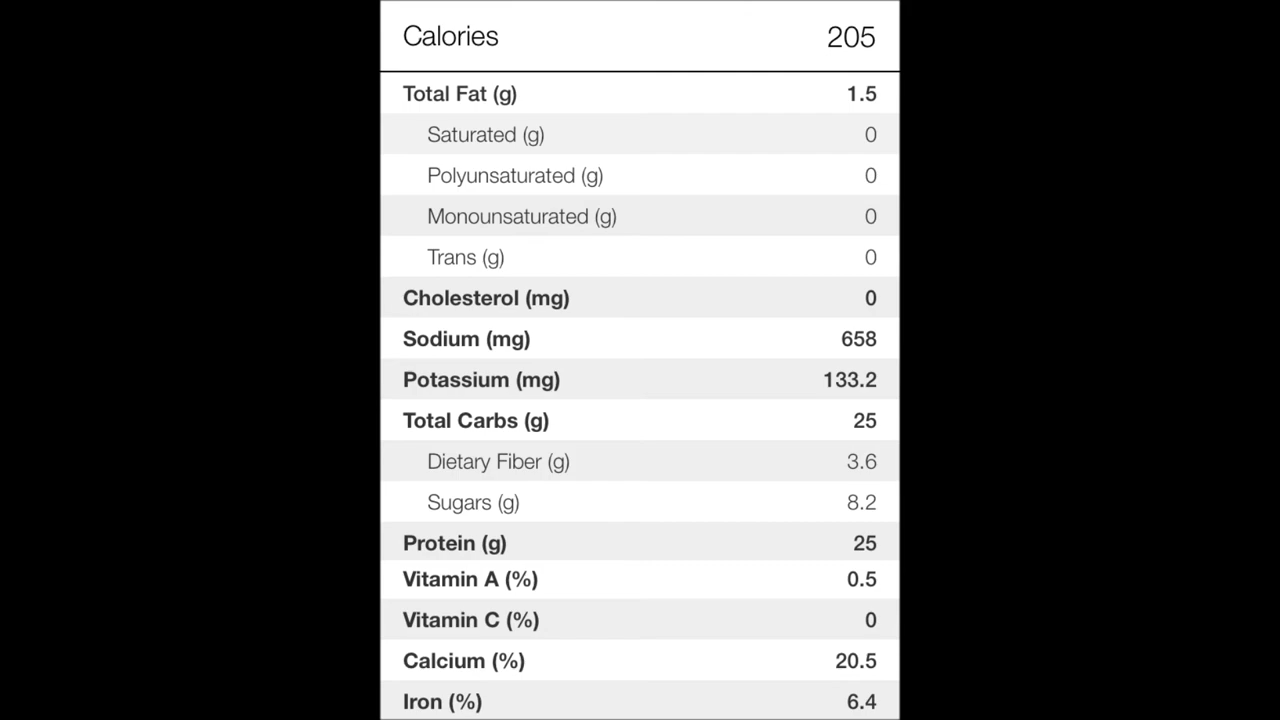 Calories 205
Total Fat (g) 1.5
Saturated (g) 0
Polyunsaturated (g) 0
Monounsaturated (g) 0
Trans (g) 0
Cholesterol (mg) 0
Sodium (mg) 658
Potassium (mg) 133.2
Total Carbs (g) 25
Dietary Fiber (g) 3.6
Sugars (g) 8.2
Protein (g) 25
Vitamin A (%) 0.5
Vitamin C (%) 0
Calcium (%) 20.5
Iron (%) 6.4